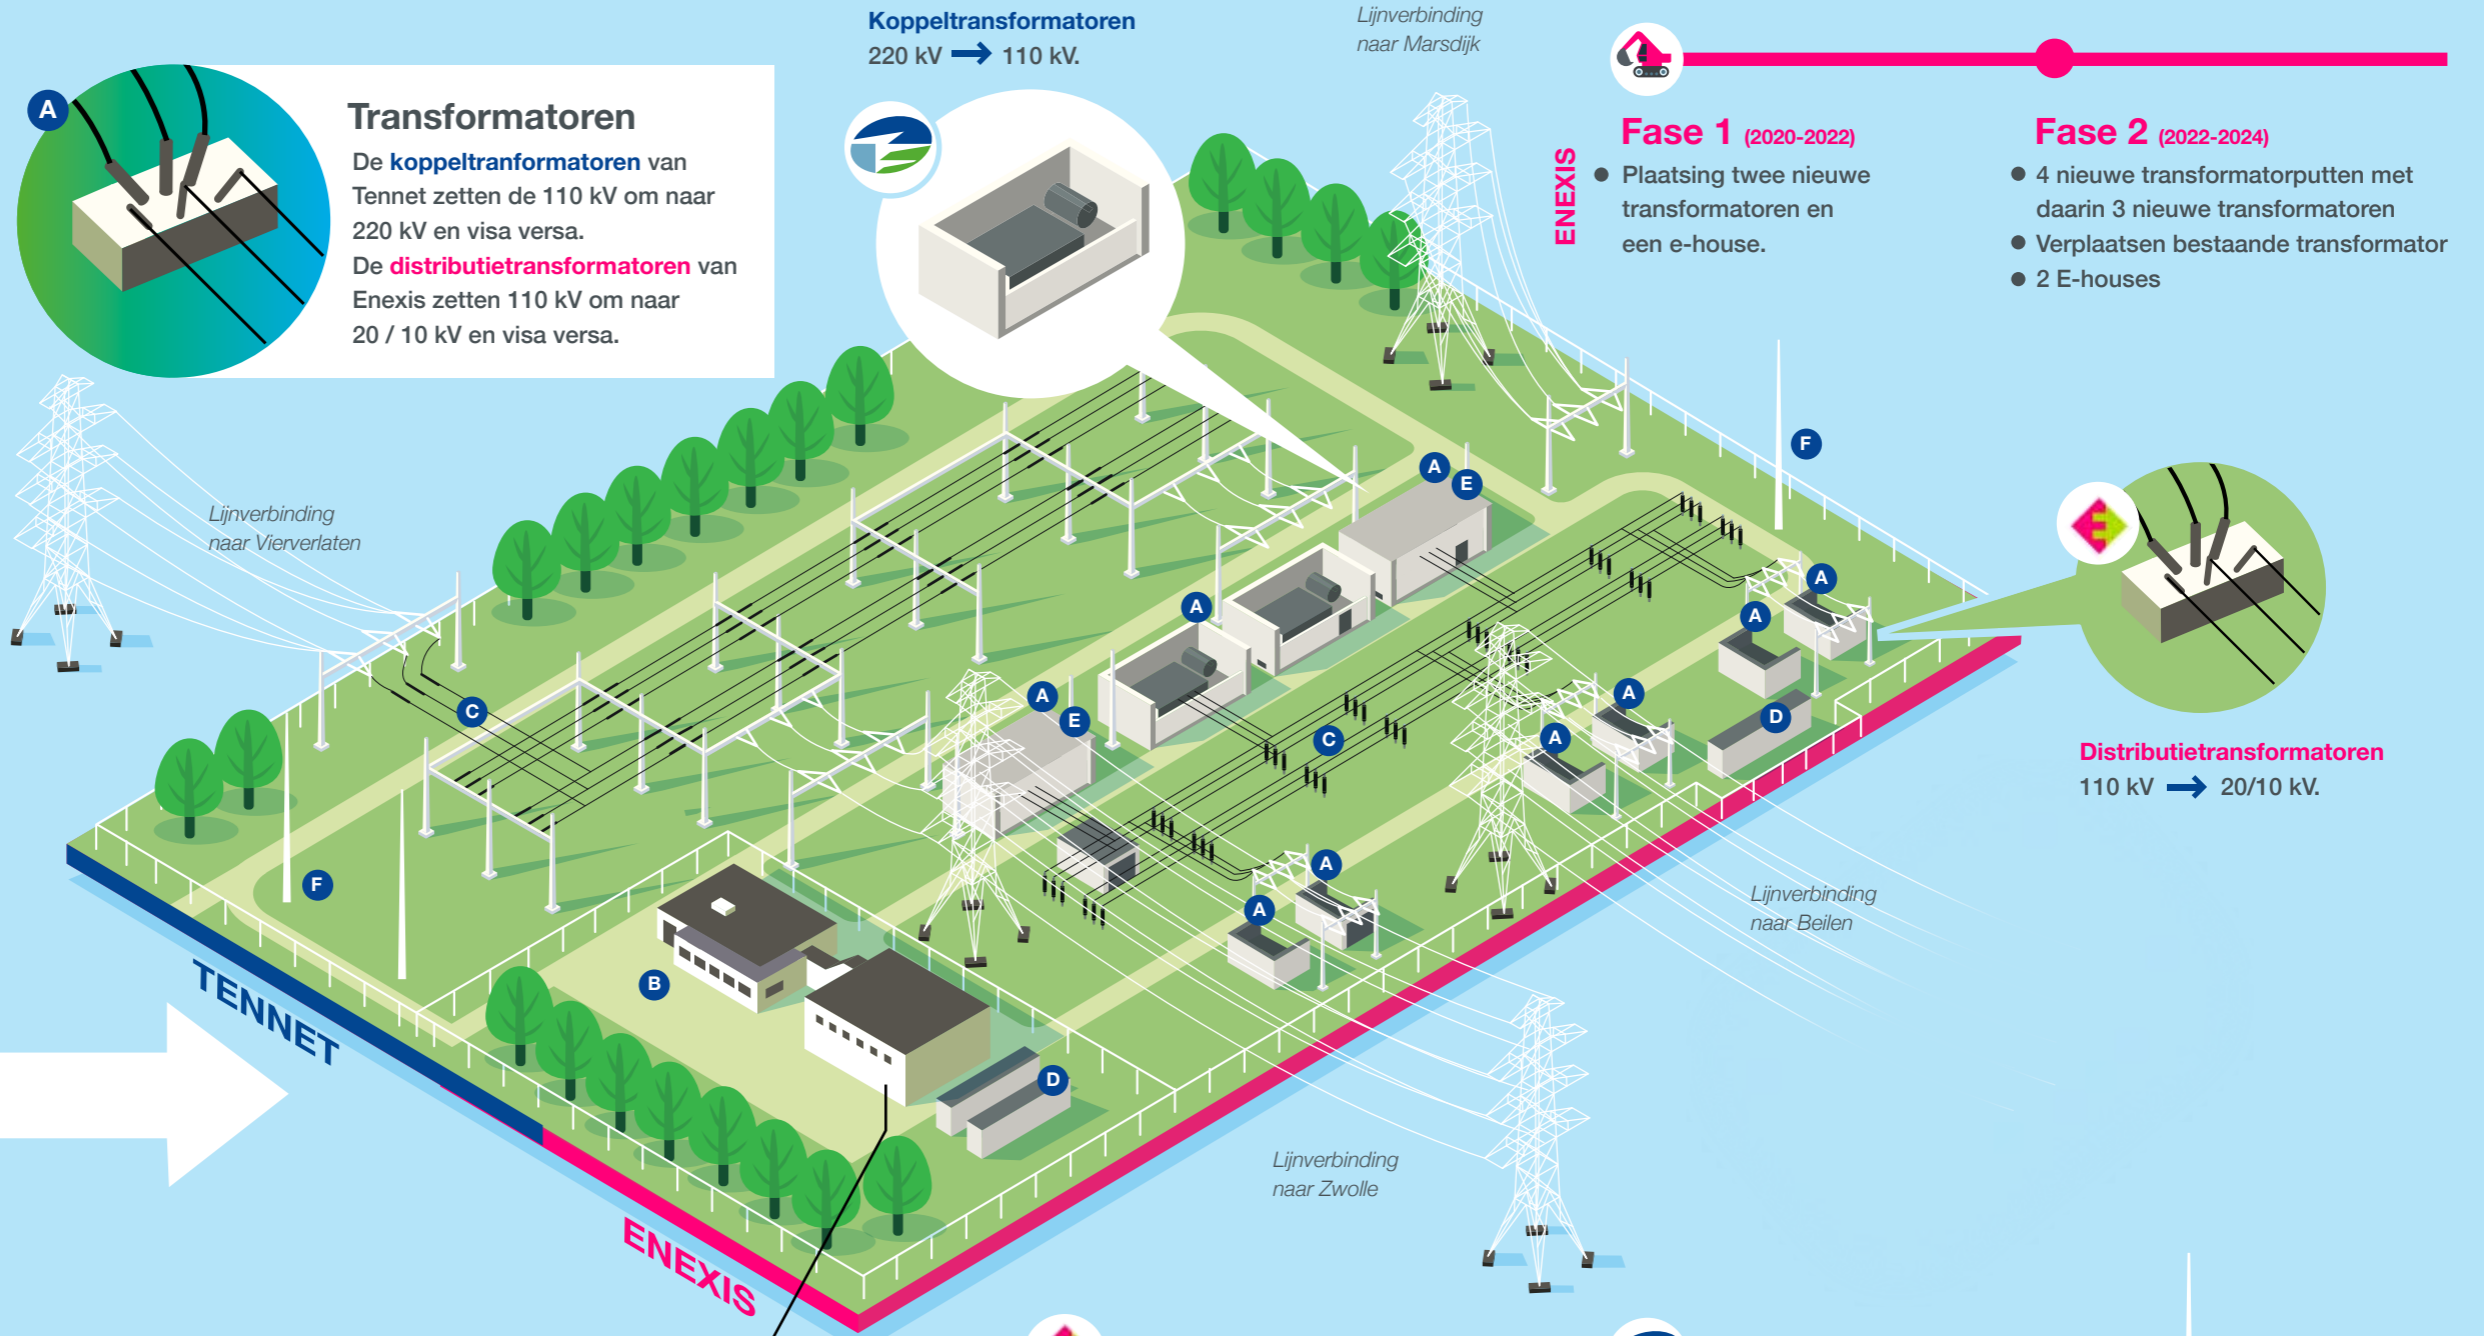 Koppeltransformatoren
220 kV → 110 kV.
Lijnverbinding
naar Marsdijk
A
Transformatoren
De koppeltranformatoren van
Tennet zetten de 110 kV om naar
220 kV en visa versa.
De distributietransformatoren van
Enexis zetten 110 kV om naar
20 / 10 kV en visa versa.
ENEXIS
Fase 1 (2020-2022)
● Plaatsing twee nieuwe
transformatoren en
een e-house.
Fase 2 (2022-2024)
● 4 nieuwe transformatorputten met
daarin 3 nieuwe transformatoren
● Verplaatsen bestaande transformator
● 2 E-houses
F
A
E
Lijnverbinding
naar Vierverlaten
A
A
A
A
E
C
A
A
D
C
Distributietransformatoren
110 kV → 20/10 kV.
A
A
F
Lijnverbinding
naar Beilen
B
TENNET
D
Lijnverbinding
naar Zwolle
ENEXIS